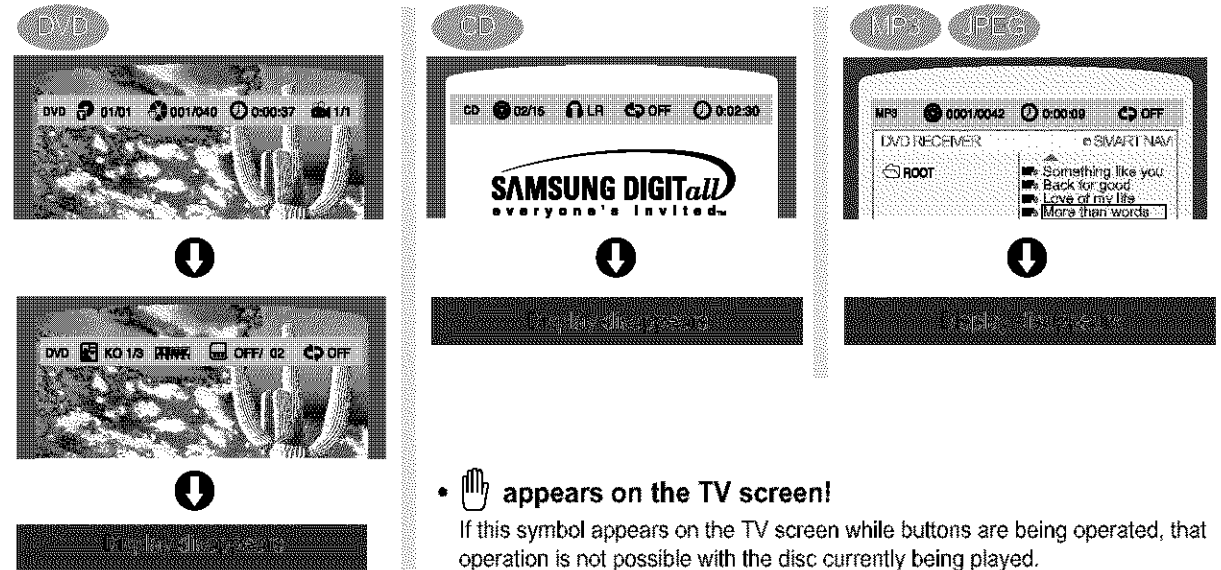 DVD
DVD 01/01 001/040 0:00:37 1/1
DVD KO 1/3 OFF/ 02 OFF
Display disappears
CD
CD 02/15 LR OFF 0:02:30
SAMSUNG DIGITall
everyone's invited™
Display disappears
MP3 JPEG
MP3 0001/0042 0:00:09 OFF
DVD RECEIVER SMART NAVI
ROOT
Something like you
Back for good
Love of my life
More than words
Display disappears
• appears on the TV screen!
If this symbol appears on the TV screen while buttons are being operated, that
operation is not possible with the disc currently being played.